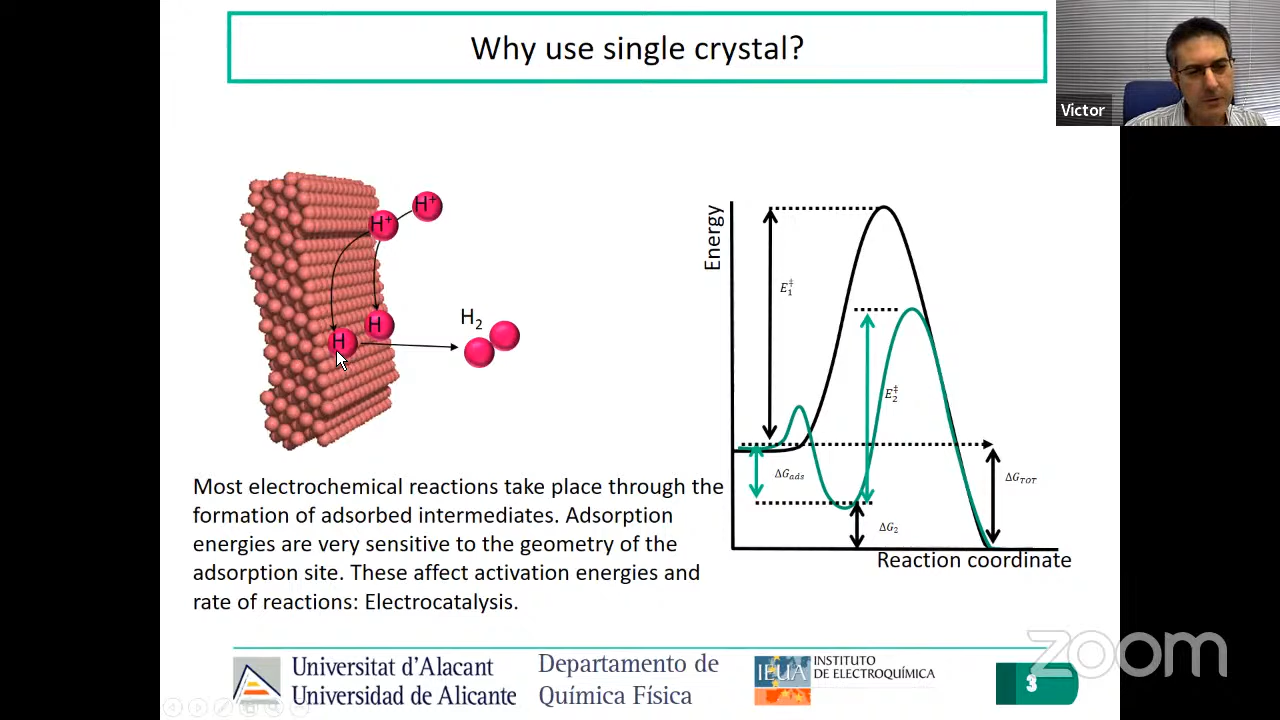 Why use single crystal?
Victor
H⁺
H⁺
H
H
H₂
Energy
E₁‡
E₂‡
ΔG_ads
ΔG_TOT
ΔG₂
Reaction coordinate
Most electrochemical reactions take place through the
formation of adsorbed intermediates. Adsorption
energies are very sensitive to the geometry of the
adsorption site. These affect activation energies and
rate of reactions: Electrocatalysis.
Universitat d'Alacant
Universidad de Alicante
Departamento de
Química Física
IEUA
INSTITUTO
DE ELECTROQUÍMICA
3
zoom